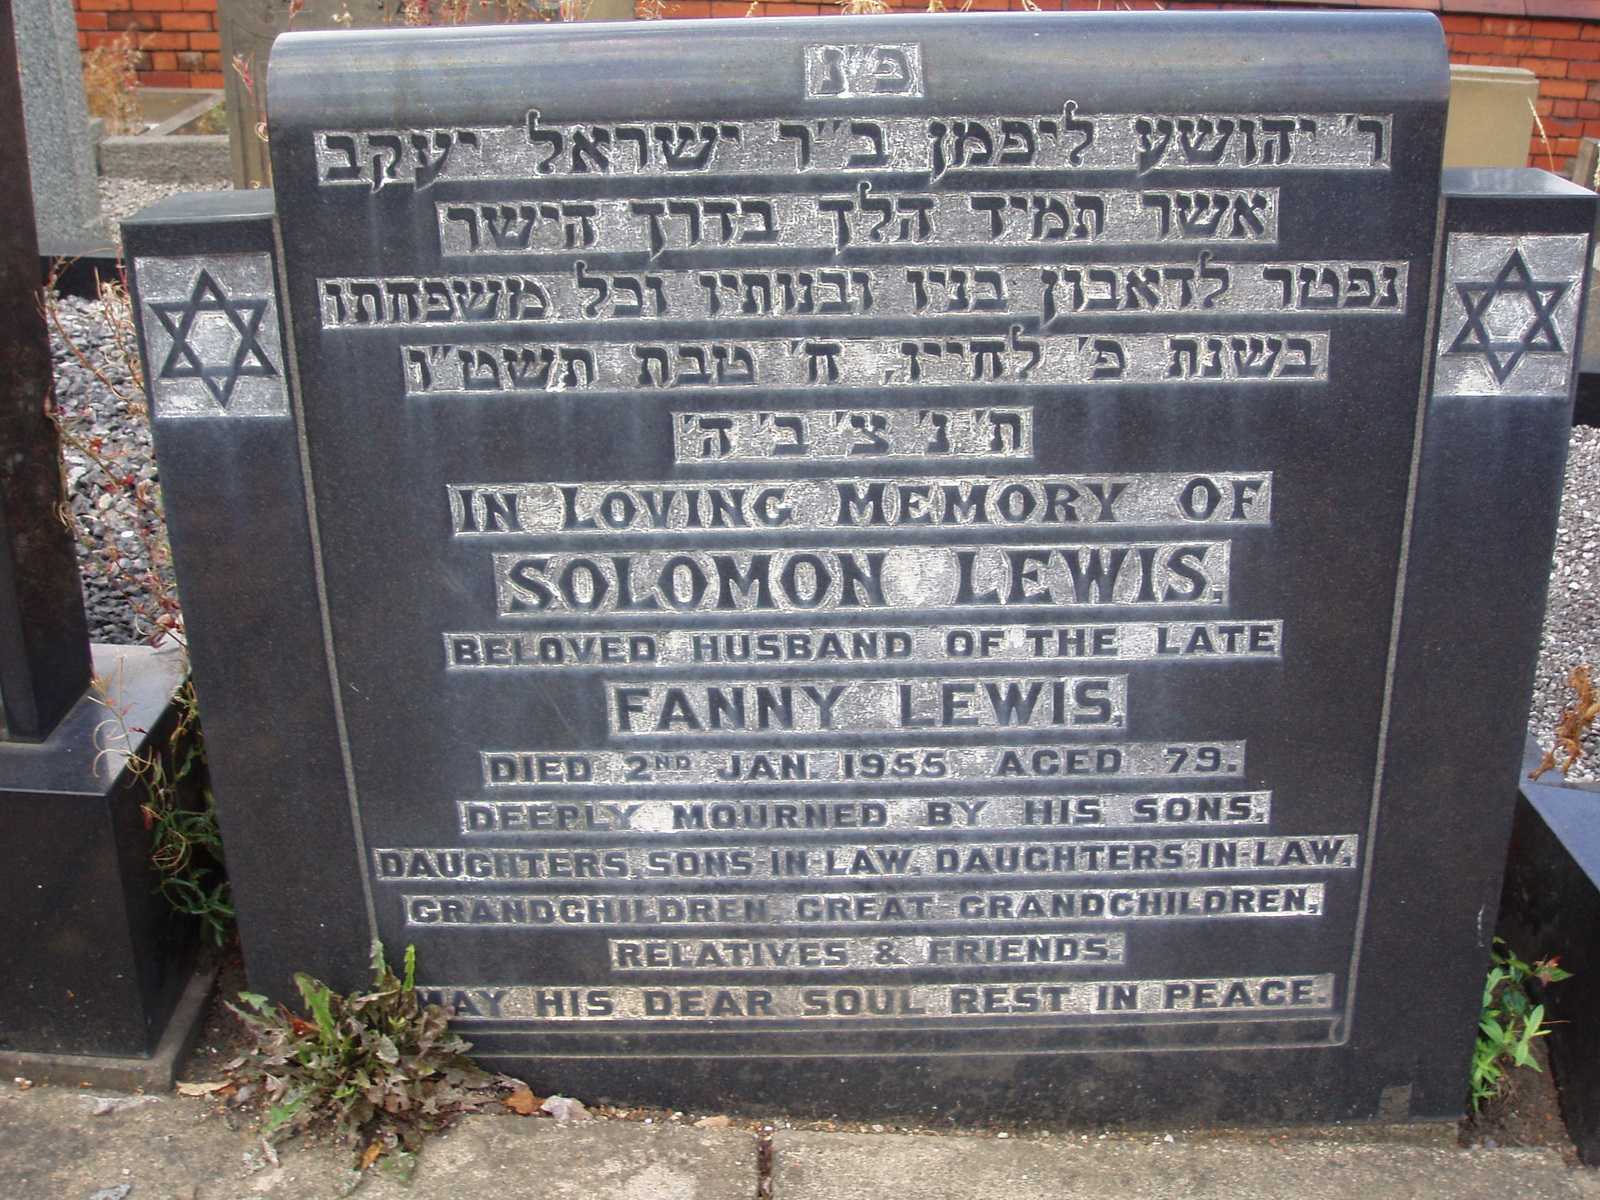 פ"נ
ר' יהושע ליפמן ב"ר ישראל יעקב
אשר תמיד הלך בדרך הישר
נפטר לדאבון בניו ובנותיו וכל משפחתו
בשנת פ' לחייו, ח' טבת תשט"ו
ת' נ' צ' ב' ה'
IN LOVING MEMORY OF
SOLOMON LEWIS.
BELOVED HUSBAND OF THE LATE
FANNY LEWIS.
DIED 2ND JAN. 1955 AGED 79.
DEEPLY MOURNED BY HIS SONS,
DAUGHTERS, SONS-IN-LAW, DAUGHTERS-IN-LAW,
GRANDCHILDREN, GREAT-GRANDCHILDREN,
RELATIVES & FRIENDS.
MAY HIS DEAR SOUL REST IN PEACE.